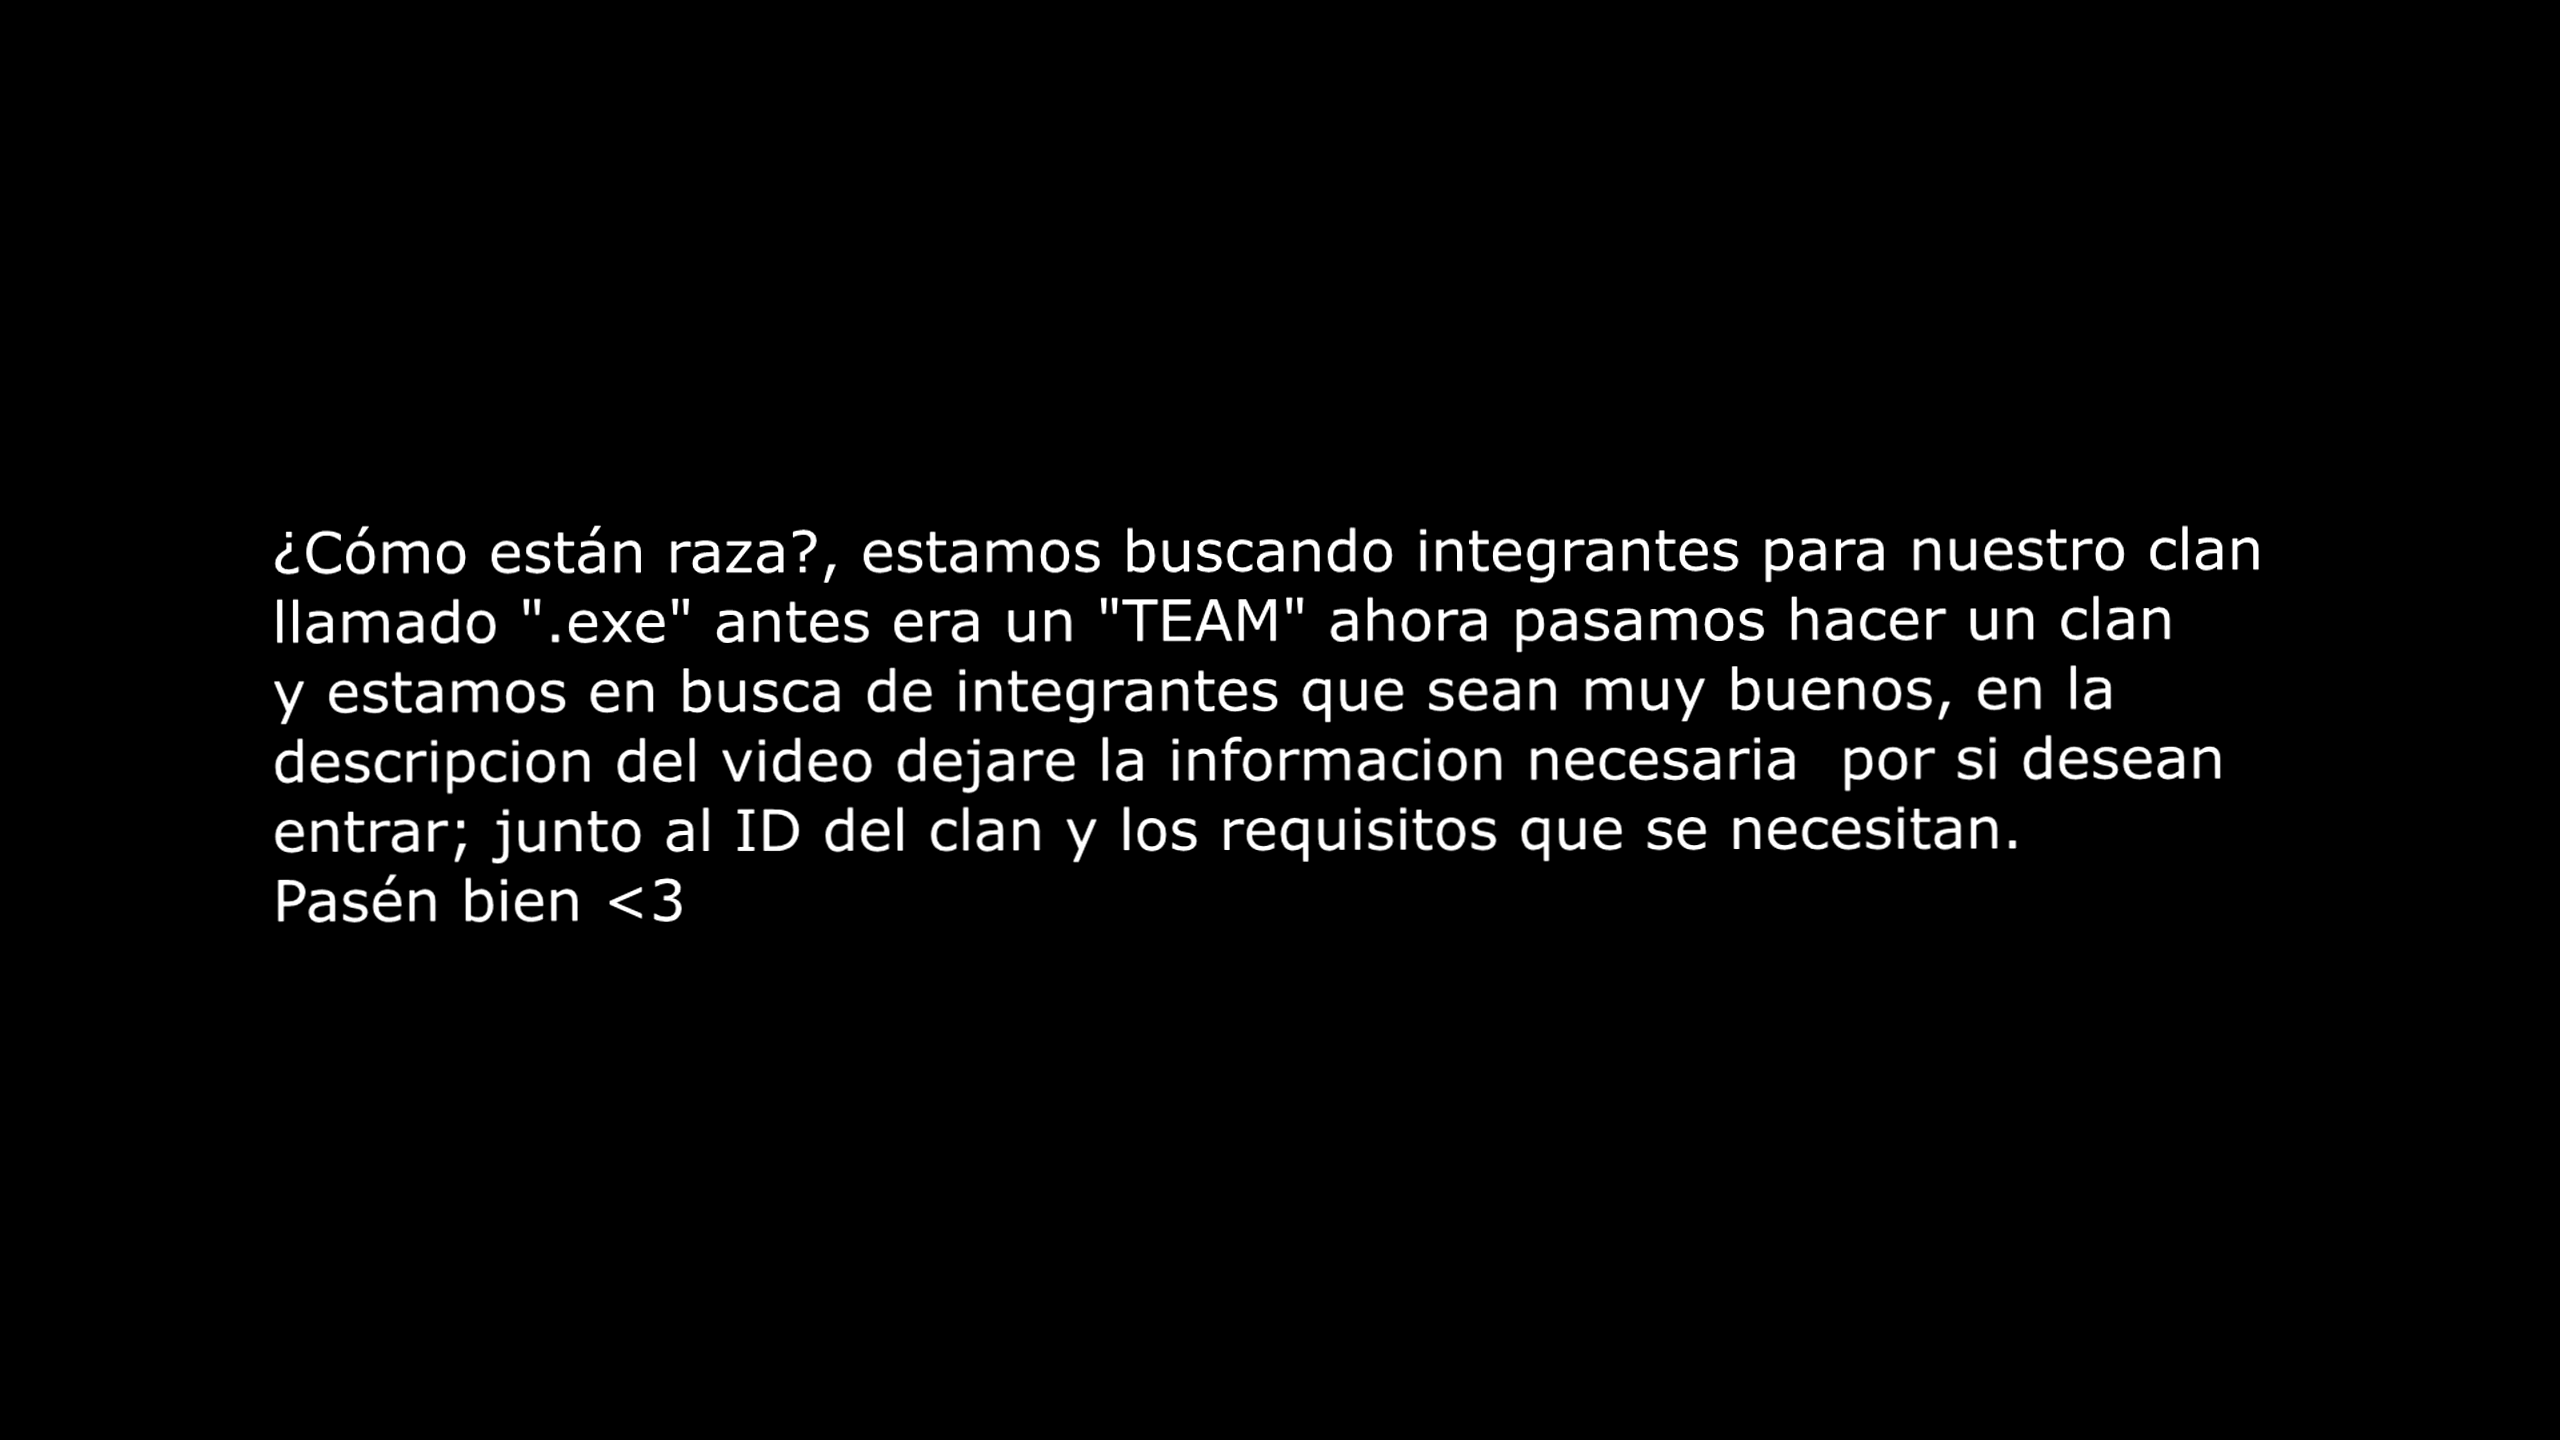 ¿Cómo están raza?, estamos buscando integrantes para nuestro clan
llamado ".exe" antes era un "TEAM" ahora pasamos hacer un clan
y estamos en busca de integrantes que sean muy buenos, en la
descripcion del video dejare la informacion necesaria  por si desean
entrar; junto al ID del clan y los requisitos que se necesitan.
Pasén bien <3